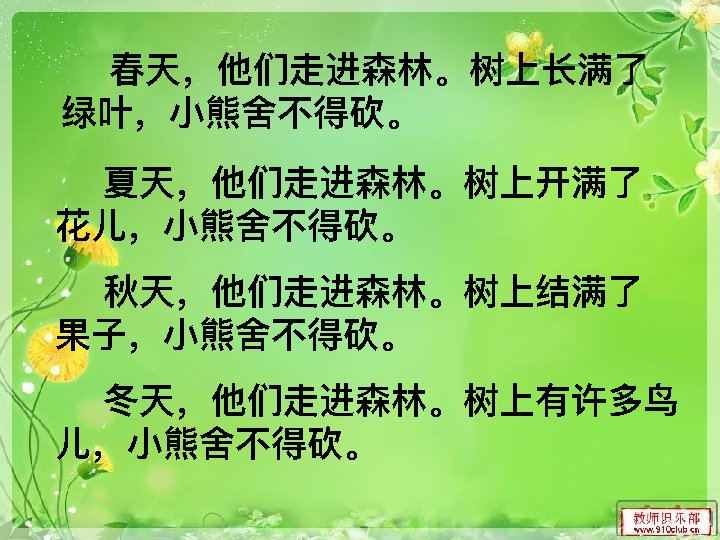 春天，他们走进森林。树上长满了
绿叶，小熊舍不得砍。
夏天，他们走进森林。树上开满了
花儿，小熊舍不得砍。
秋天，他们走进森林。树上结满了
果子，小熊舍不得砍。
冬天，他们走进森林。树上有许多鸟
儿，小熊舍不得砍。
教师俱乐部
www.910club.cn